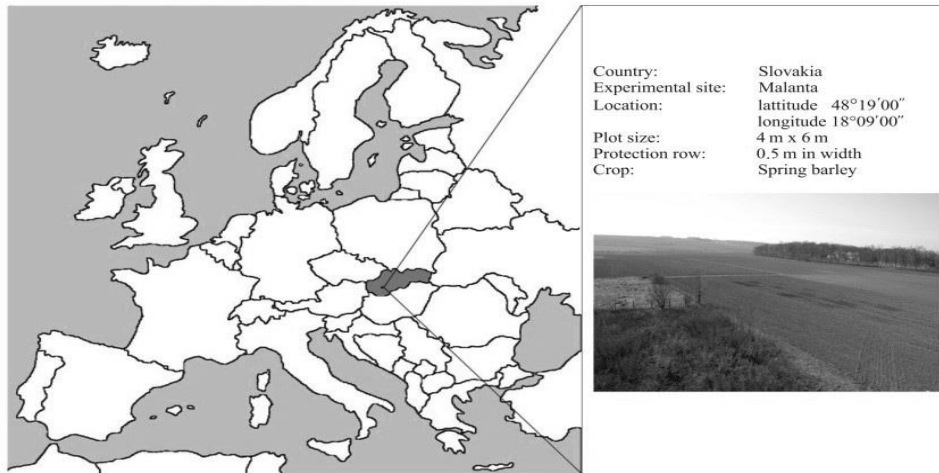 Country: Slovakia
Experimental site: Malanta
Location: lattitude 48°19′00″
longitude 18°09′00″
Plot size: 4 m x 6 m
Protection row: 0.5 m in width
Crop: Spring barley